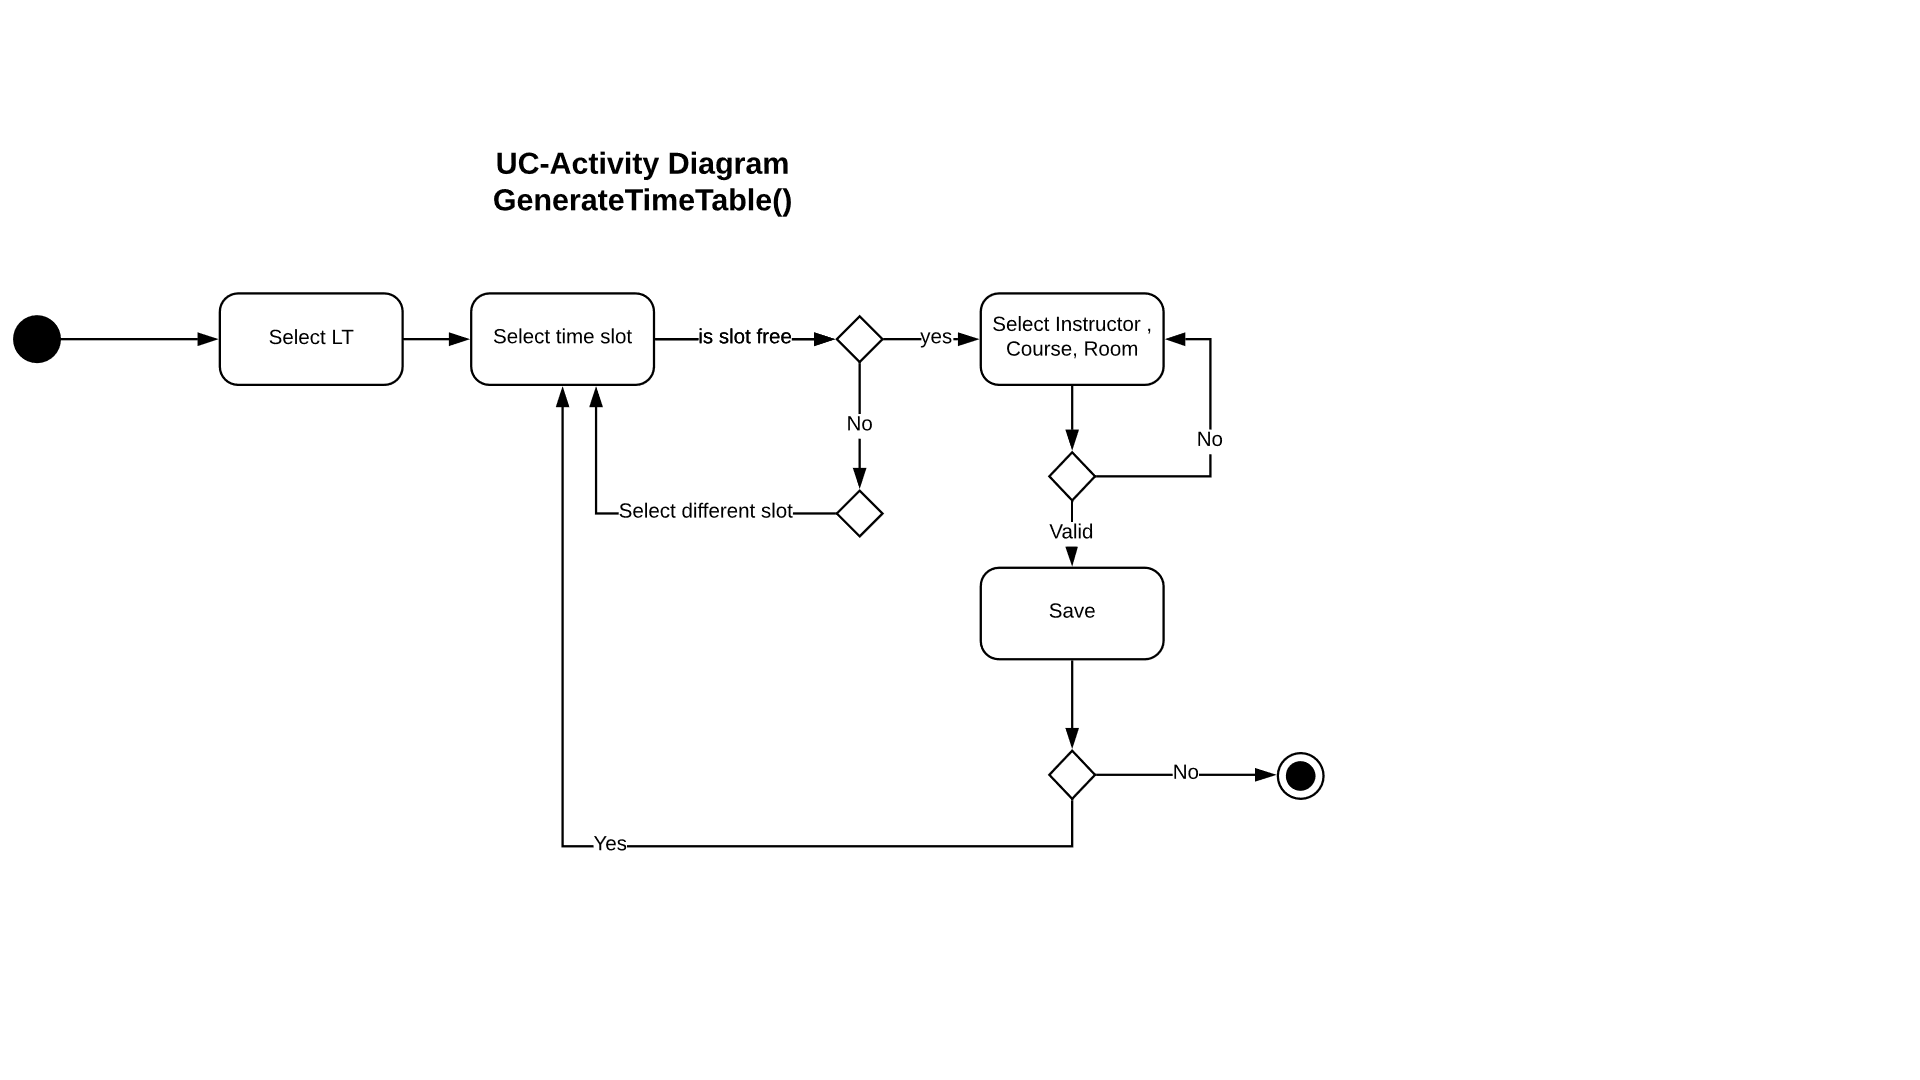 UC-Activity Diagram
GenerateTimeTable()
Select LT
Select time slot
is slot free
yes
Select Instructor ,
Course, Room
No
No
Select different slot
Valid
Save
No
Yes